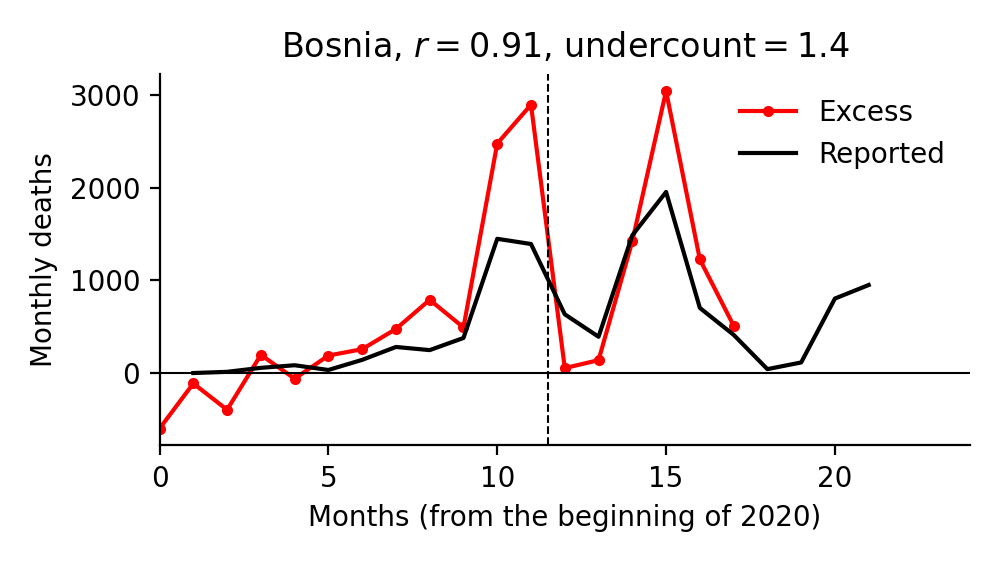 Bosnia, r = 0.91, undercount = 1.4
3000
2000
1000
0
Monthly deaths
Excess
Reported
0 5 10 15 20
Months (from the beginning of 2020)